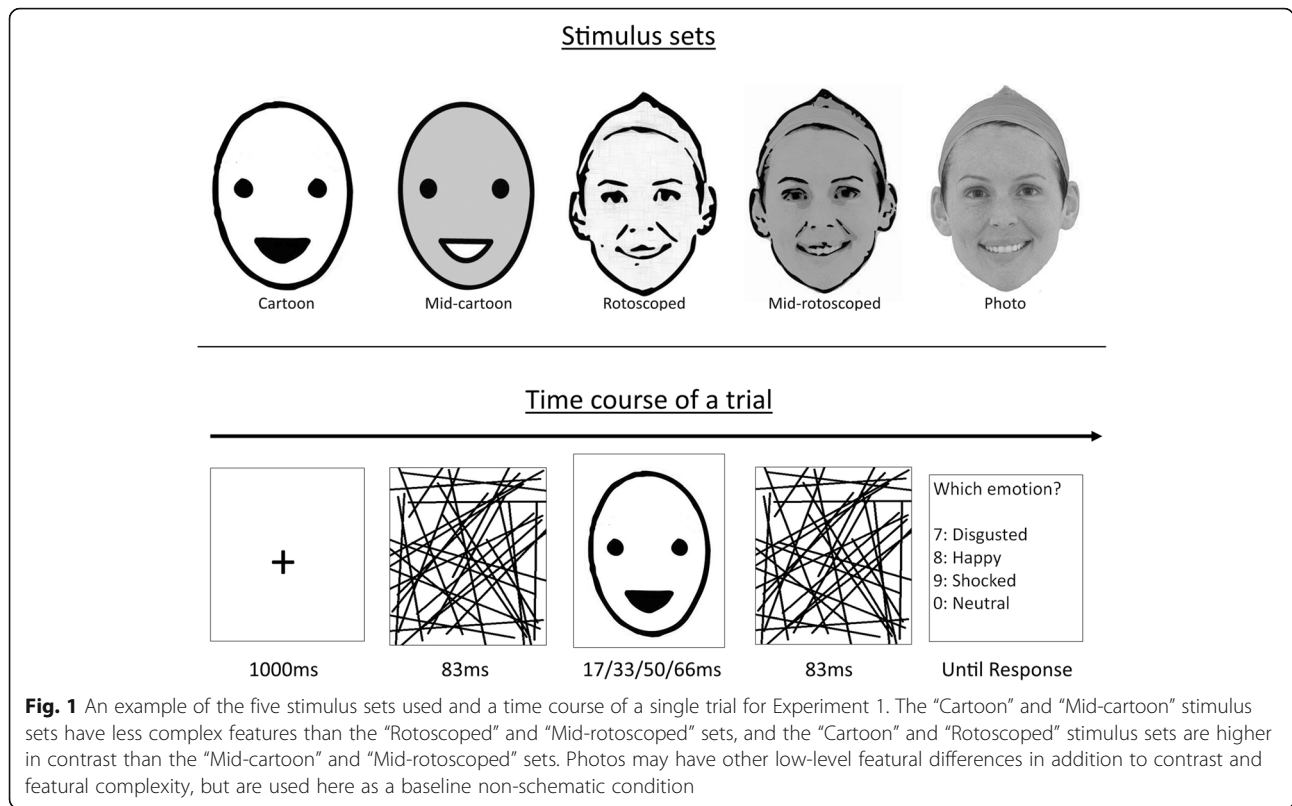 Stimulus sets
Cartoon
Mid-cartoon
Rotoscoped
Mid-rotoscoped
Photo
Time course of a trial
+
Which emotion?
7: Disgusted
8: Happy
9: Shocked
0: Neutral
1000ms
83ms
17/33/50/66ms
83ms
Until Response
Fig. 1 An example of the five stimulus sets used and a time course of a single trial for Experiment 1. The “Cartoon” and “Mid-cartoon” stimulus
sets have less complex features than the “Rotoscoped” and “Mid-rotoscoped” sets, and the “Cartoon” and “Rotoscoped” stimulus sets are higher
in contrast than the “Mid-cartoon” and “Mid-rotoscoped” sets. Photos may have other low-level featural differences in addition to contrast and
featural complexity, but are used here as a baseline non-schematic condition